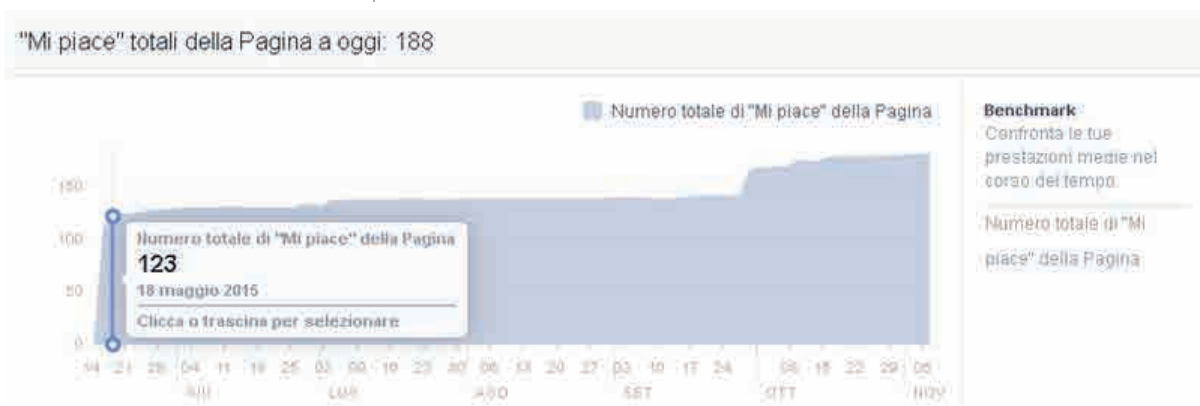 "Mi piace" totali della Pagina a oggi: 188
Numero totale di "Mi piace" della Pagina
Benchmark
Confronta le tue
prestazioni medie nel
corso del tempo.
Numero totale di "Mi
piace" della Pagina
150
100
50
0
Numero totale di "Mi piace" della Pagina
123
18 maggio 2015
Clicca o trascina per selezionare
14 21 28 04 11 18 25 03 09 16 23 30 06 13 20 27 03 10 17 24 08 15 22 29 05
GIU LUG AGO SET OTT NOV